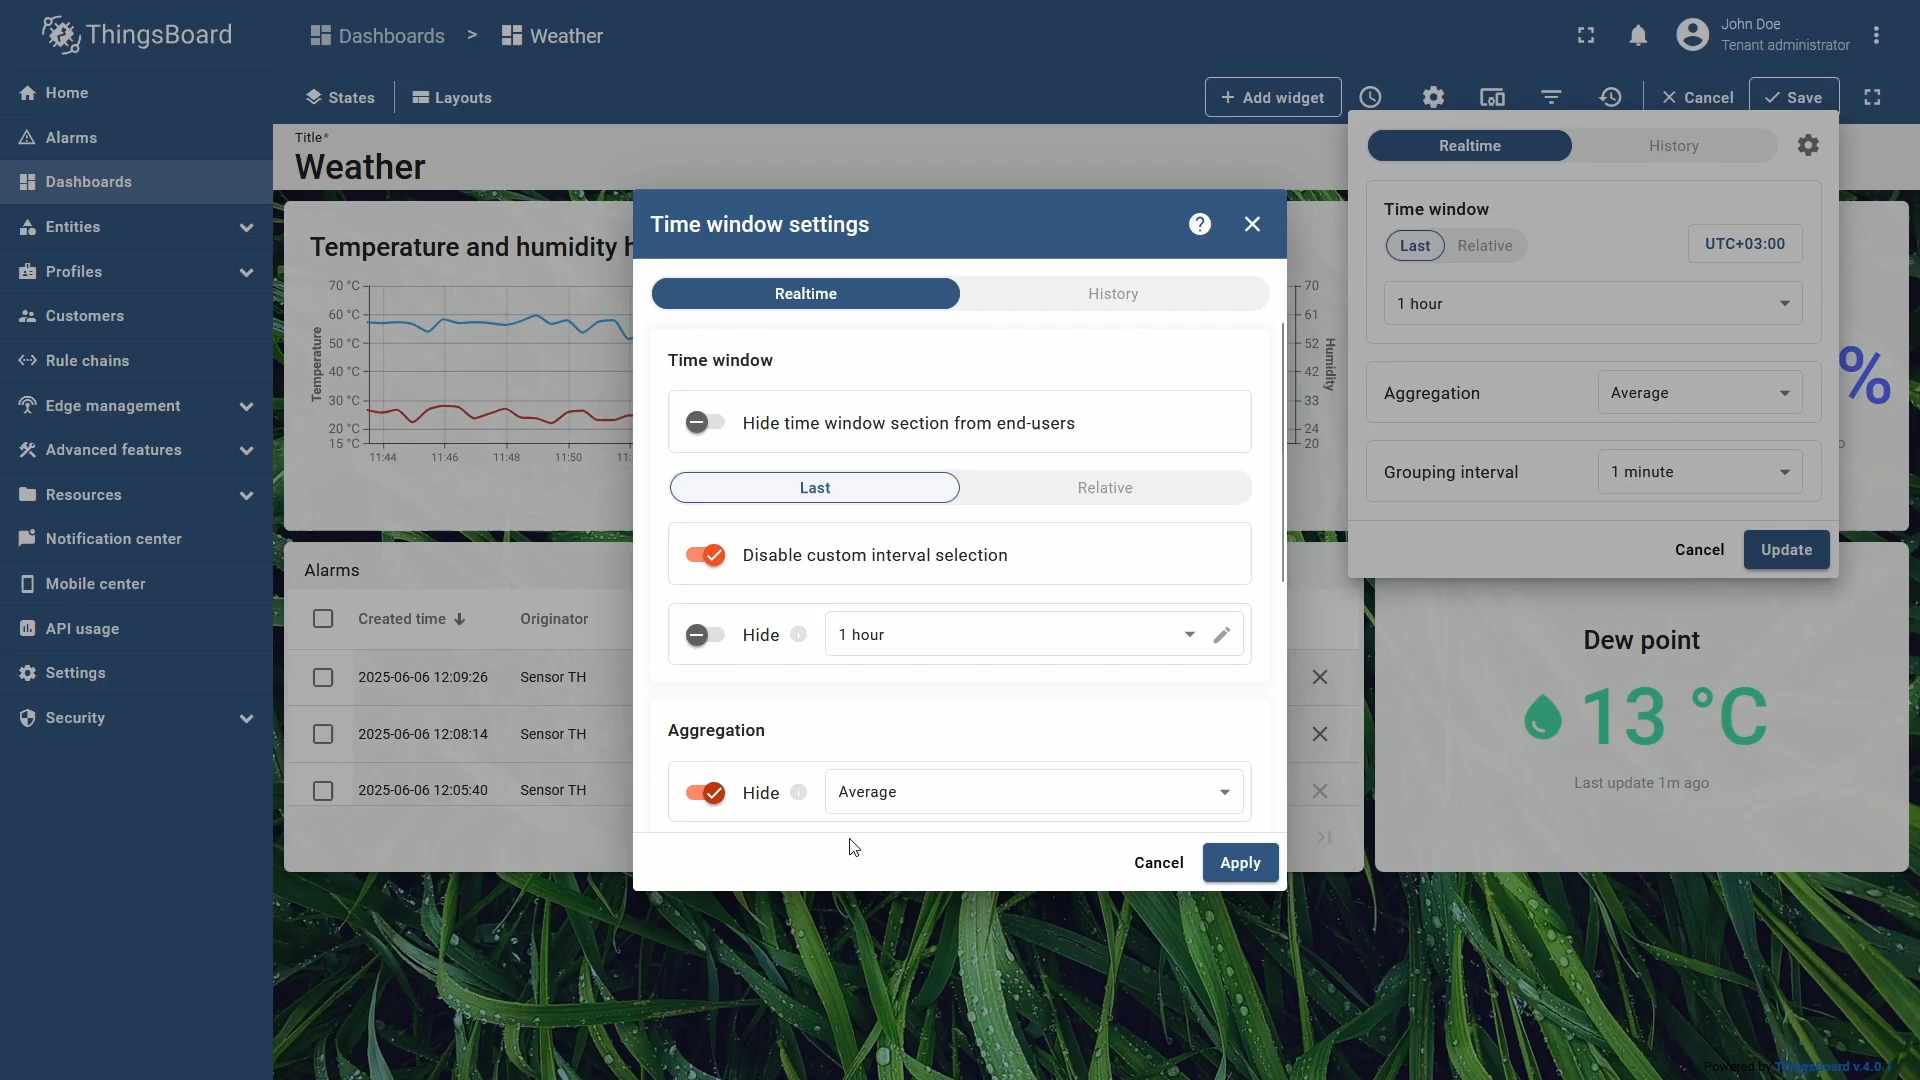 ThingsBoard
Dashboards > Weather
John Doe
Tenant administrator
Home
Alarms
Dashboards
Entities
Profiles
Customers
Rule chains
Edge management
Advanced features
Resources
Notification center
Mobile center
API usage
Settings
Security
States
Layouts
+ Add widget
Cancel
Save
Title*
Weather
Temperature and humidity h
Temperature
70 °C
60 °C
50 °C
40 °C
30 °C
20 °C
15 °C
11:44
11:46
11:48
11:50
11:
70
61
52
42
33
24
20
Humidity
Alarms
Created time
Originator
2025-06-06 12:09:26 Sensor TH
2025-06-06 12:08:14 Sensor TH
2025-06-06 12:05:40 Sensor TH
Time window settings
Realtime
History
Time window
Hide time window section from end-users
Last
Relative
Disable custom interval selection
Hide
1 hour
Aggregation
Hide
Average
Cancel
Apply
Realtime
History
Time window
Last
Relative
UTC+03:00
1 hour
Aggregation
Average
Grouping interval
1 minute
Cancel
Update
%
Dew point
13 °C
Last update 1m ago
Powered by ThingsBoard v.4.0.